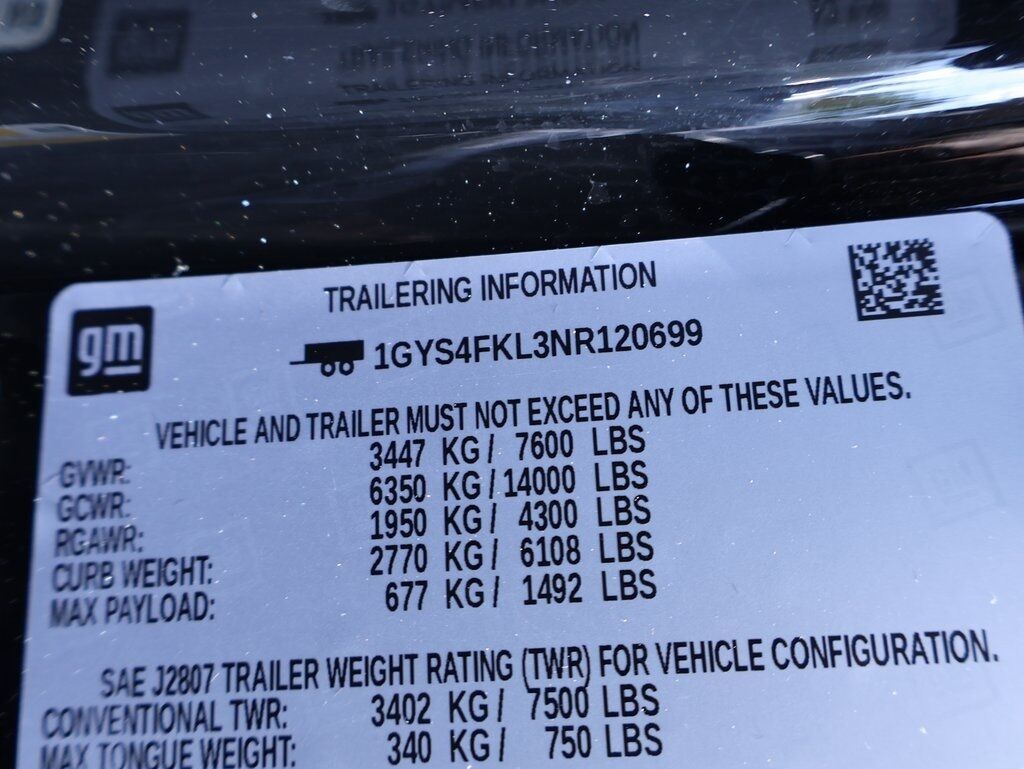 TRAILERING INFORMATION
gm
1GYS4FKL3NR120699
VEHICLE AND TRAILER MUST NOT EXCEED ANY OF THESE VALUES.
GVWR: 3447 KG / 7600 LBS
GCWR: 6350 KG / 14000 LBS
RGAWR: 1950 KG / 4300 LBS
CURB WEIGHT: 2770 KG / 6108 LBS
MAX PAYLOAD: 677 KG / 1492 LBS
SAE J2807 TRAILER WEIGHT RATING (TWR) FOR VEHICLE CONFIGURATION.
CONVENTIONAL TWR: 3402 KG / 7500 LBS
MAX TONGUE WEIGHT: 340 KG / 750 LBS